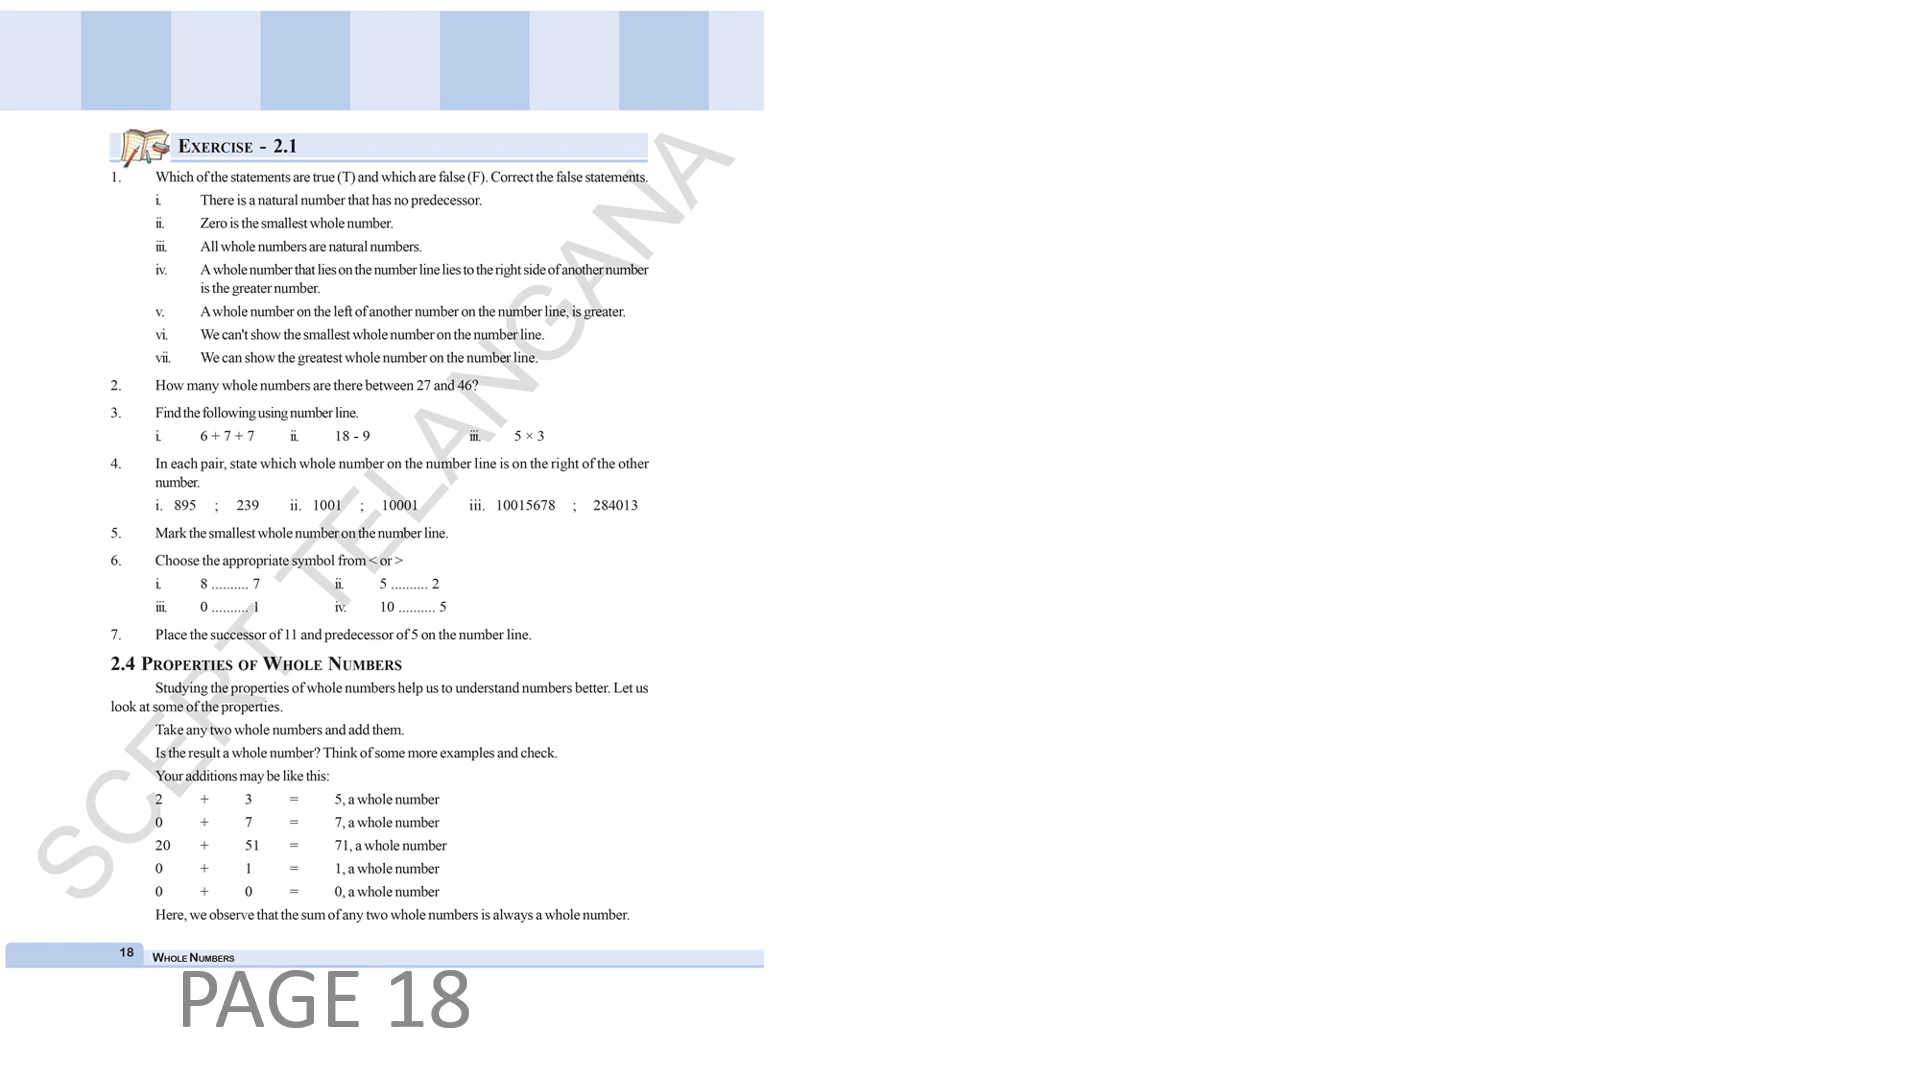 EXERCISE - 2.1
1. Which of the statements are true (T) and which are false (F). Correct the false statements.
i. There is a natural number that has no predecessor.
ii. Zero is the smallest whole number.
iii. All whole numbers are natural numbers.
iv. A whole number that lies on the number line lies to the right side of another number
is the greater number.
v. A whole number on the left of another number on the number line, is greater.
vi. We can't show the smallest whole number on the number line.
vii. We can show the greatest whole number on the number line.
2. How many whole numbers are there between 27 and 46?
3. Find the following using number line.
i. 6 + 7 + 7 ii. 18 - 9 iii. 5 × 3
4. In each pair, state which whole number on the number line is on the right of the other
number.
i. 895 ; 239 ii. 1001 ; 10001 iii. 10015678 ; 284013
5. Mark the smallest whole number on the number line.
6. Choose the appropriate symbol from < or >
i. 8 .......... 7 ii. 5 .......... 2
iii. 0 .......... 1 iv. 10 .......... 5
7. Place the successor of 11 and predecessor of 5 on the number line.
2.4 PROPERTIES OF WHOLE NUMBERS
Studying the properties of whole numbers help us to understand numbers better. Let us
look at some of the properties.
Take any two whole numbers and add them.
Is the result a whole number? Think of some more examples and check.
Your additions may be like this:
2 + 3 = 5, a whole number
0 + 7 = 7, a whole number
20 + 51 = 71, a whole number
0 + 1 = 1, a whole number
0 + 0 = 0, a whole number
Here, we observe that the sum of any two whole numbers is always a whole number.
18 WHOLE NUMBERS
PAGE 18
SCERT TELANGANA